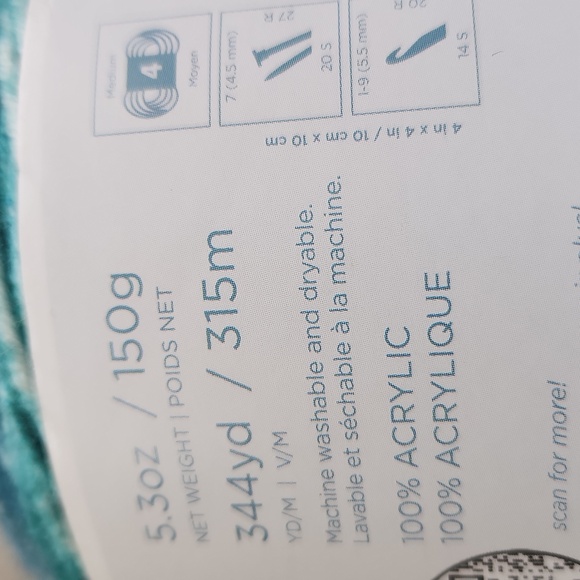 5.3oz / 150g
NET WEIGHT | POIDS NET
344yd / 315m
YD/M | V/M
Machine washable and dryable.
Lavable et séchable à la machine.
100% ACRYLIC
100% ACRYLIQUE
scan for more!
Medium
4
Moyen
7 (4.5 mm)
27 R
20 S
I-9 (5.5 mm)
20 R
14 S
4 in x 4 in / 10 cm x 10 cm